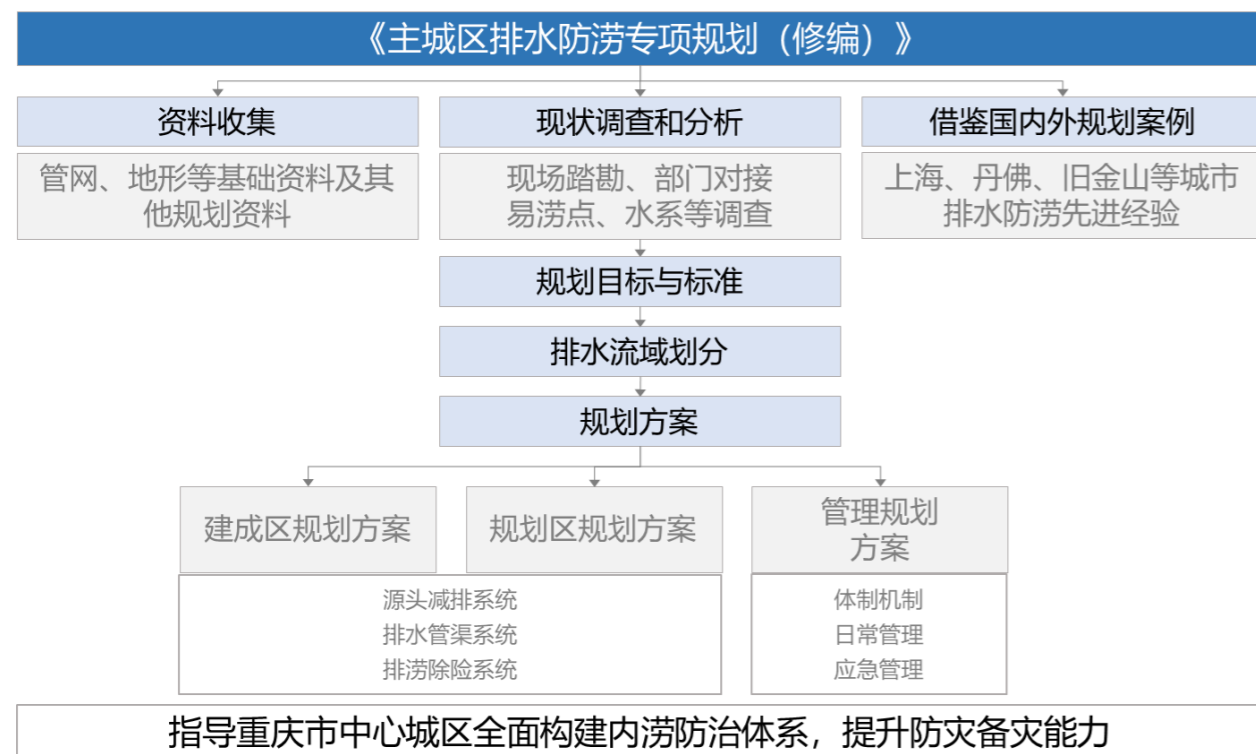 《主城区排水防涝专项规划（修编）》
资料收集
现状调查和分析
借鉴国内外规划案例
管网、地形等基础资料及其
他规划资料
现场踏勘、部门对接
易涝点、水系等调查
上海、丹佛、旧金山等城市
排水防涝先进经验
规划目标与标准
排水流域划分
规划方案
建成区规划方案
规划区规划方案
管理规划
方案
源头减排系统
排水管渠系统
排涝除险系统
体制机制
日常管理
应急管理
指导重庆市中心城区全面构建内涝防治体系，提升防灾备灾能力